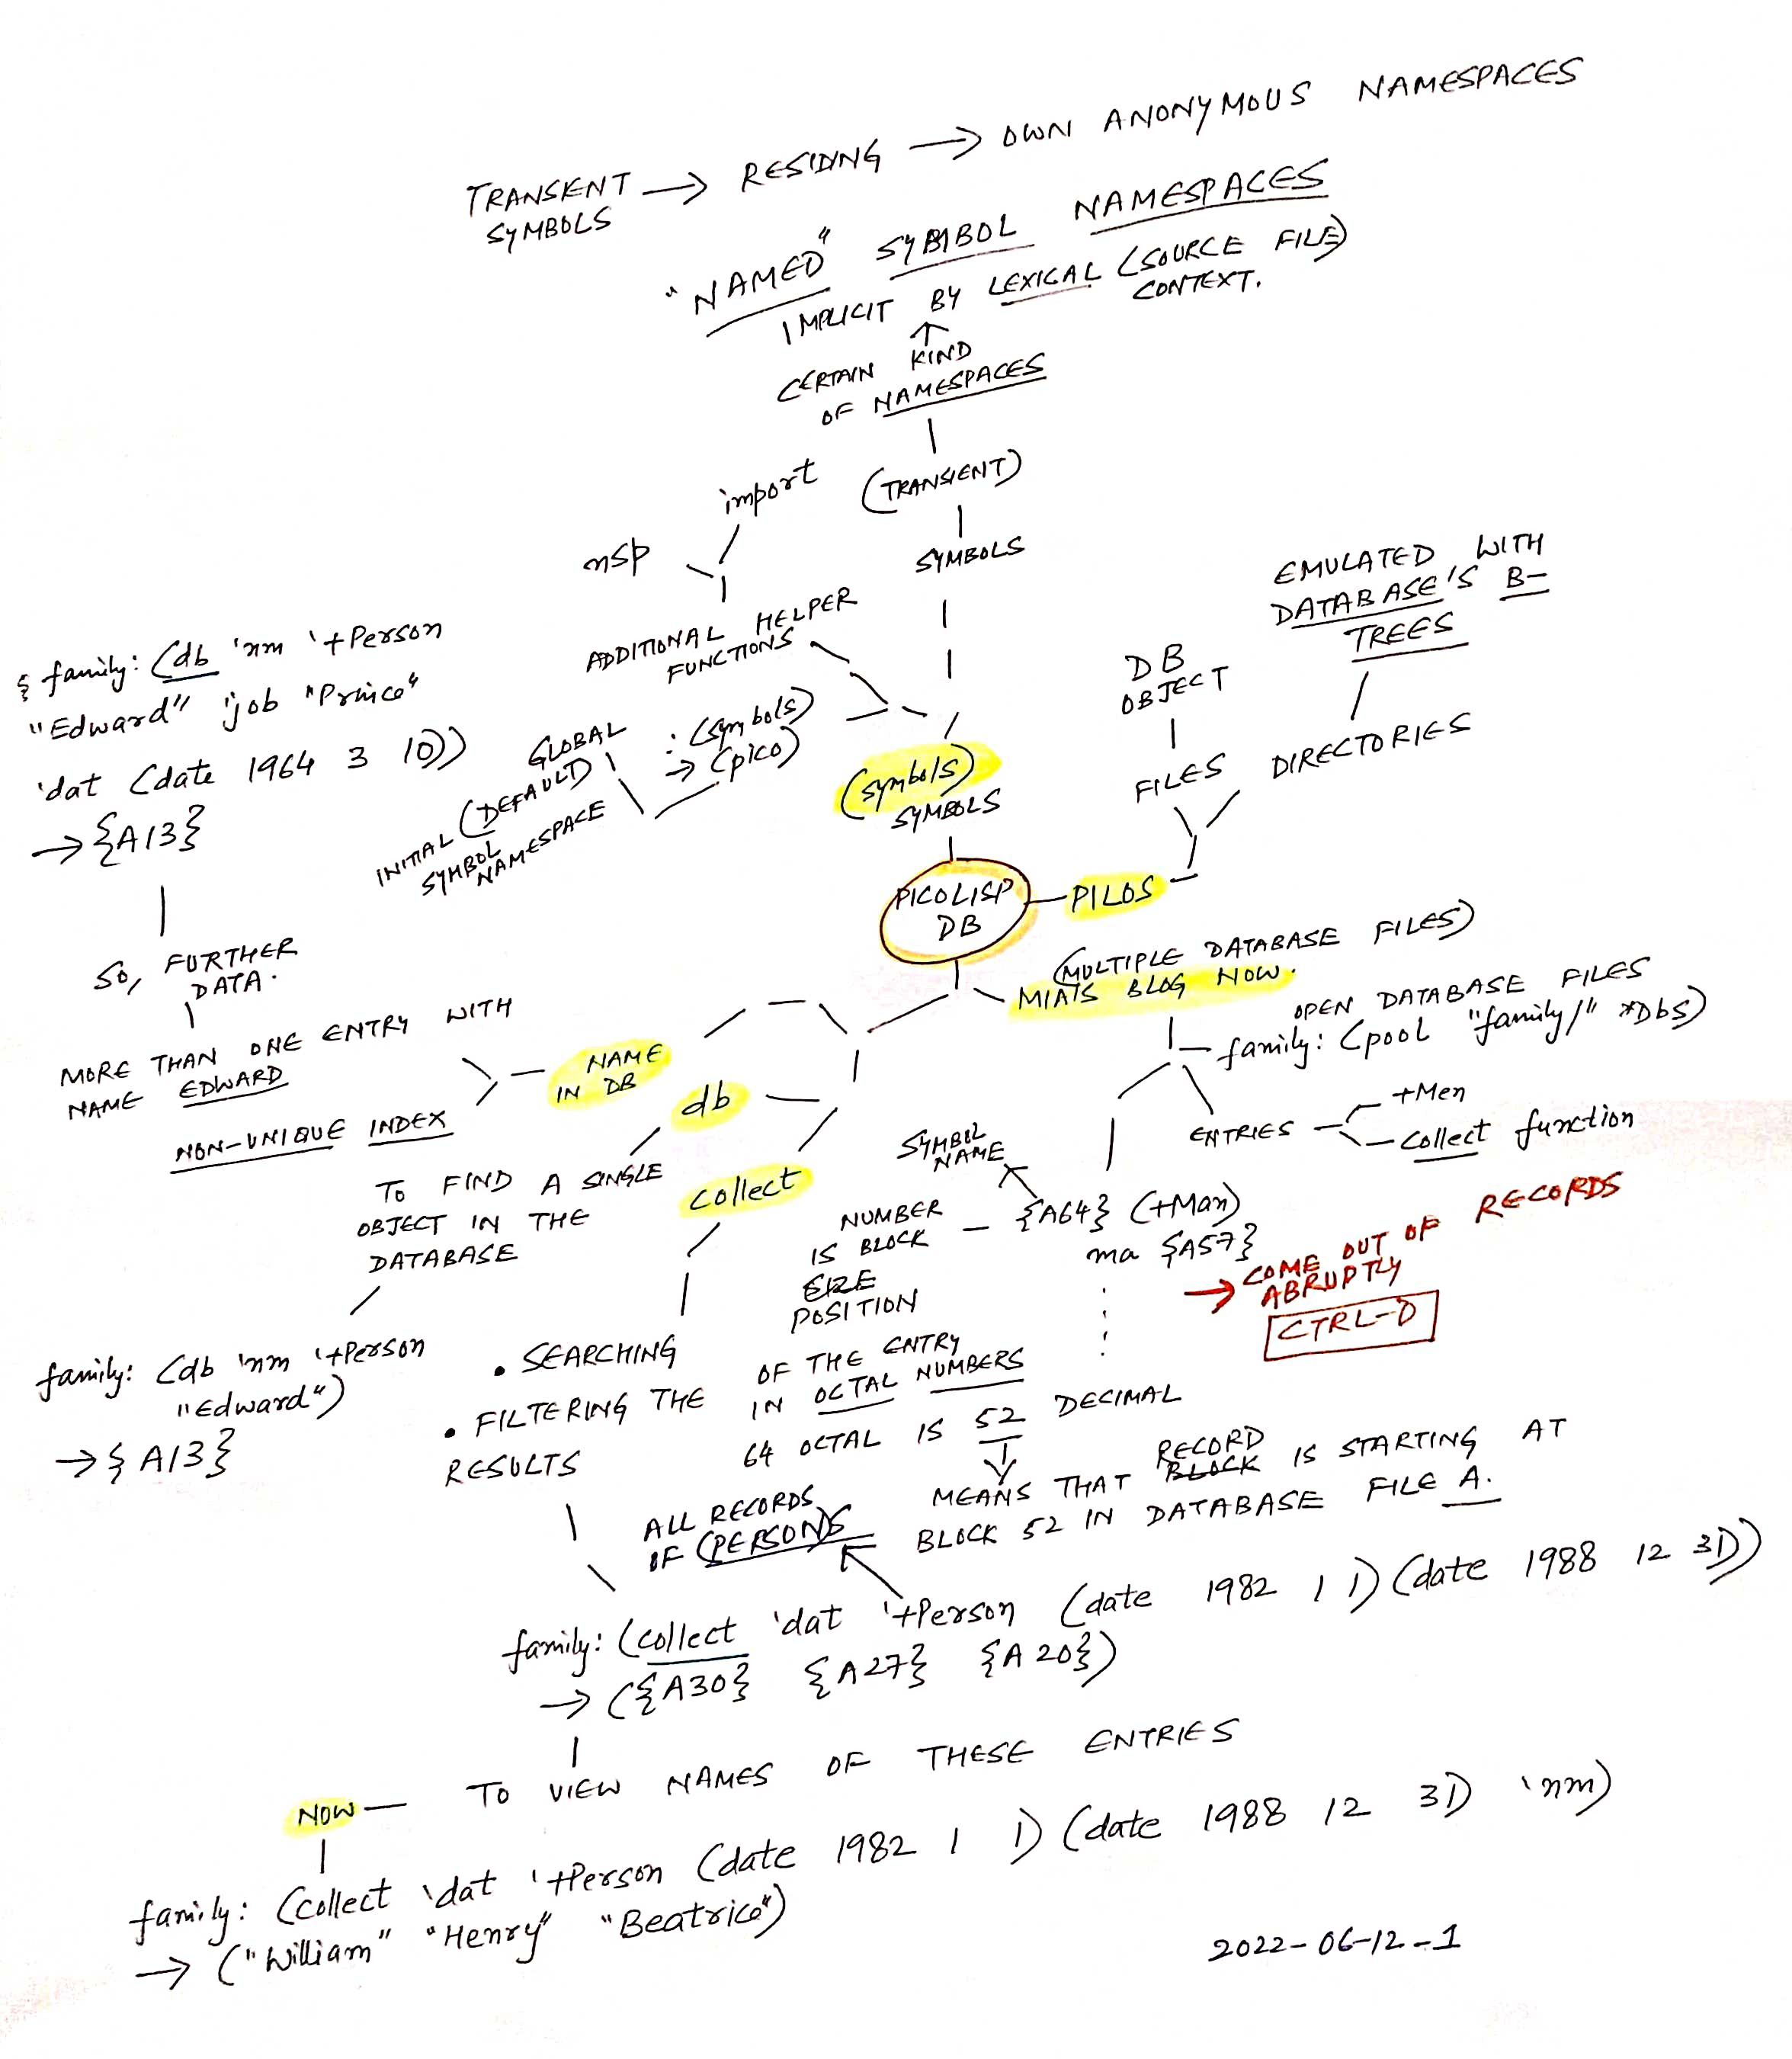 TRANSIENT → RESIDING → OWN ANONYMOUS NAMESPACES
SYMBOLS
"NAMED" SYMBOL NAMESPACES
IMPLICIT BY LEXICAL (SOURCE FILE)
CONTEXT.
CERTAIN KIND
OF NAMESPACES
import
(TRANSIENT)
nsp
SYMBOLS
ADDITIONAL HELPER
FUNCTIONS
GLOBAL
INITIAL (DEFAULT)
SYMBOL
NAMESPACE
: (symbols)
→ (pico)
(symbols)
SYMBOLS
EMULATED WITH
DATABASE'S B-
TREES
DB
OBJECT
FILES
DIRECTORIES
PICOLISP
DB
PILOS
family: (db 'nm '+Person
"Edward" 'job "Prince"
'dat (date 1964 3 10))
→ {A13}
SO, FURTHER
DATA.
MORE THAN ONE ENTRY WITH
NAME EDWARD
NON-UNIQUE INDEX
NAME
IN DB
db
TO FIND A SINGLE
OBJECT IN THE
DATABASE
family: (db 'nm '+Person
"Edward")
→ {A13}
collect
• SEARCHING
• FILTERING THE
RESULTS
(MULTIPLE DATABASE FILES)
MIATS BLOG NOW.
OPEN DATABASE FILES
family: (pool "family/" *Dbs)
ENTRIES
+Men
collect function
SYMBOL
NAME
{A64} (+Man)
ma {A57}
NUMBER
IS BLOCK
POSITION
OF THE ENTRY
IN OCTAL NUMBERS
64 OCTAL IS 52 DECIMAL
MEANS THAT RECORD BLOCK IS STARTING AT
BLOCK 52 IN DATABASE FILE A.
→ COME OUT OF RECORDS
ABRUPTLY
CTRL-D
ALL RECORDS
OF (PERSON)S
family: (collect 'dat '+Person (date 1982 1 1) (date 1988 12 31))
→ ({A30} {A27} {A20})
NOW — TO VIEW NAMES OF THESE ENTRIES
family: (collect 'dat '+Person (date 1982 1 1) (date 1988 12 31) 'nm)
→ ("William" "Henry" "Beatrice")
2022-06-12-1